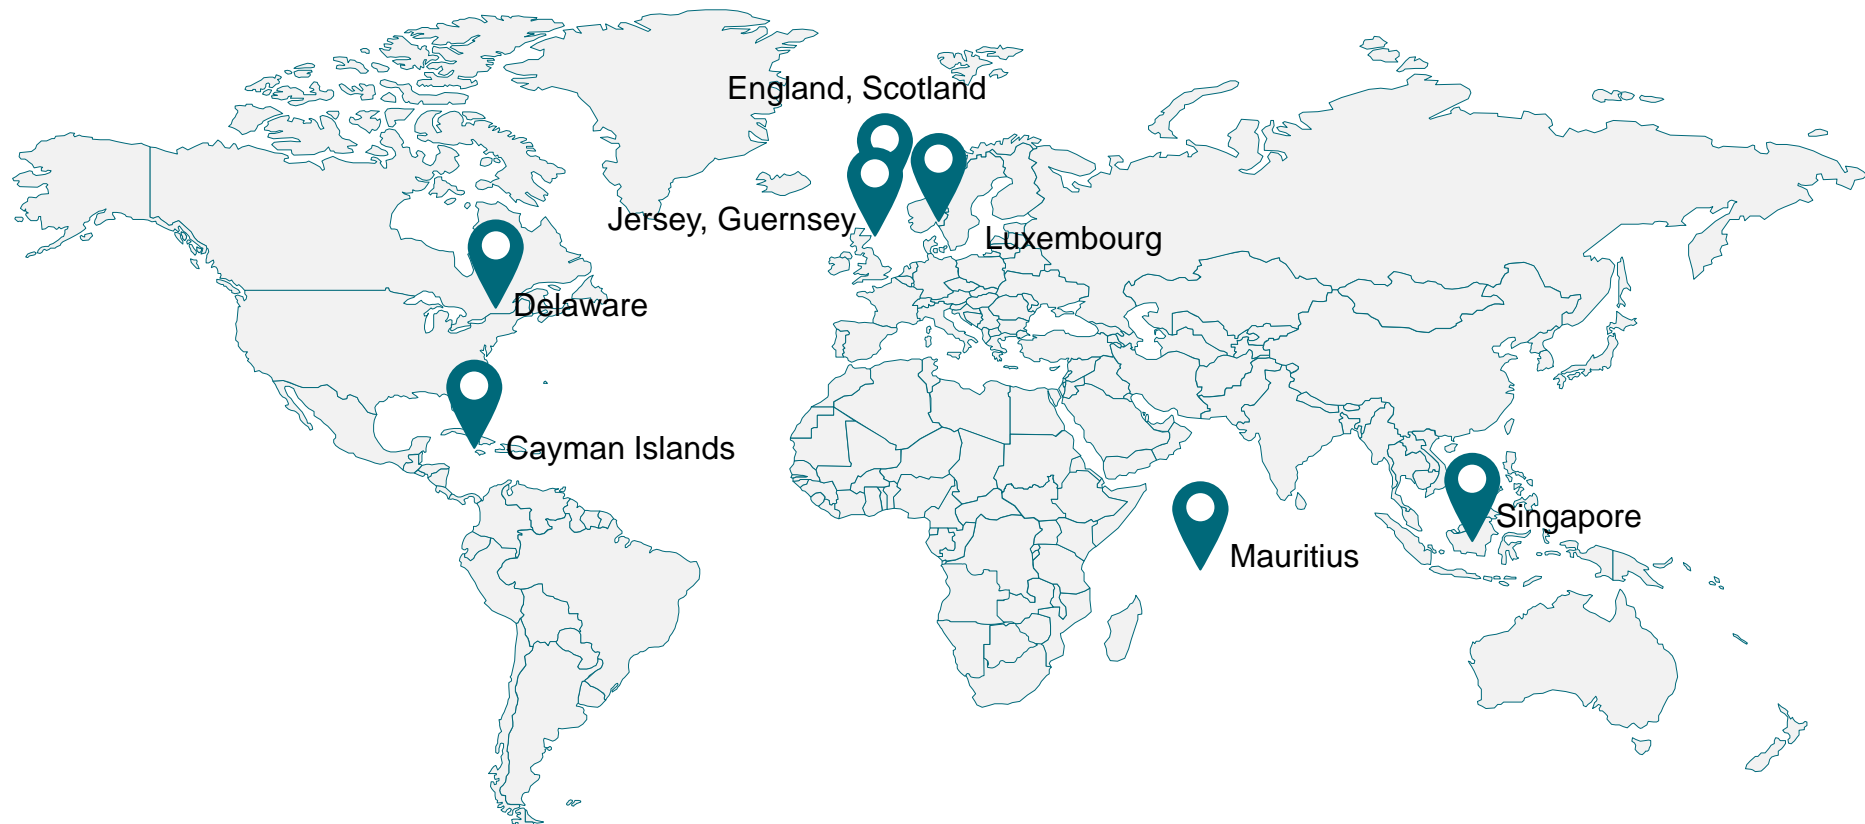 England, Scotland
Jersey, Guernsey
Luxembourg
Delaware
Cayman Islands
Singapore
Mauritius